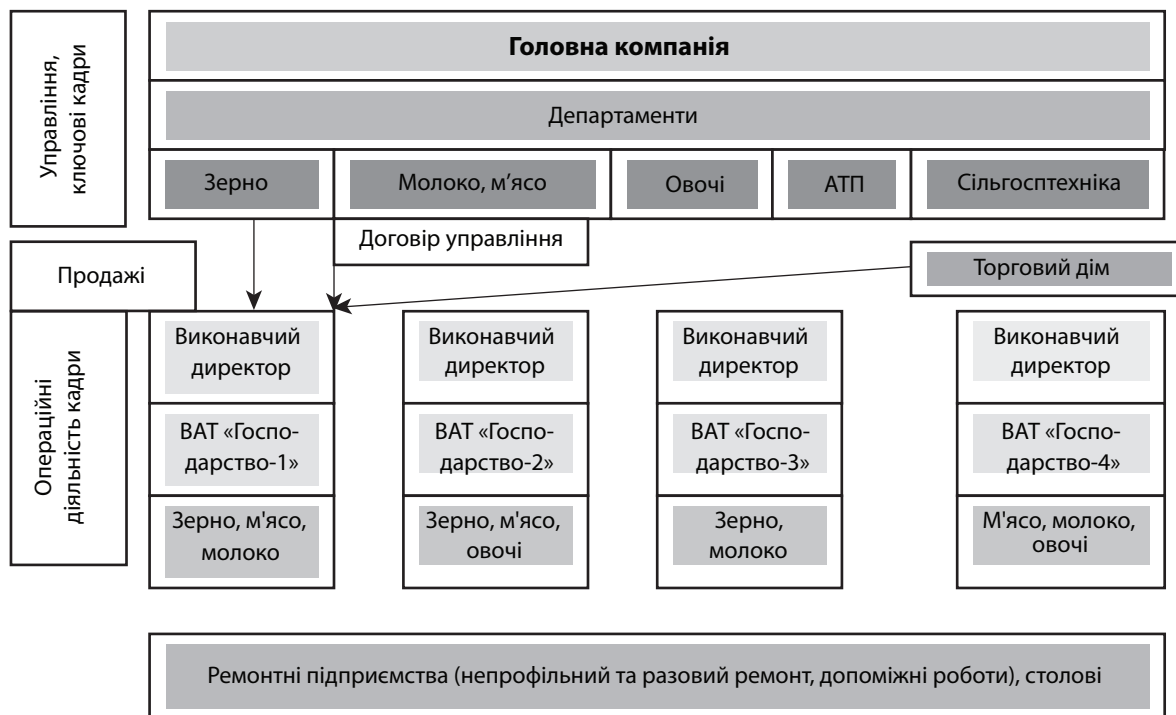 Управління,
ключові кадри
Головна компанія
Департаменти
Зерно
Молоко, м’ясо
Овочі
АТП
Сільгосптехніка
Договір управління
Продажі
Торговий дім
Операційні
діяльність кадри
Виконавчий
директор
Виконавчий
директор
Виконавчий
директор
Виконавчий
директор
ВАТ «Госпо-
дарство-1»
ВАТ «Госпо-
дарство-2»
ВАТ «Госпо-
дарство-3»
ВАТ «Госпо-
дарство-4»
Зерно, м'ясо,
молоко
Зерно, м'ясо,
овочі
Зерно,
молоко
М'ясо, молоко,
овочі
Ремонтні підприємства (непрофільний та разовий ремонт, допоміжні роботи), столові